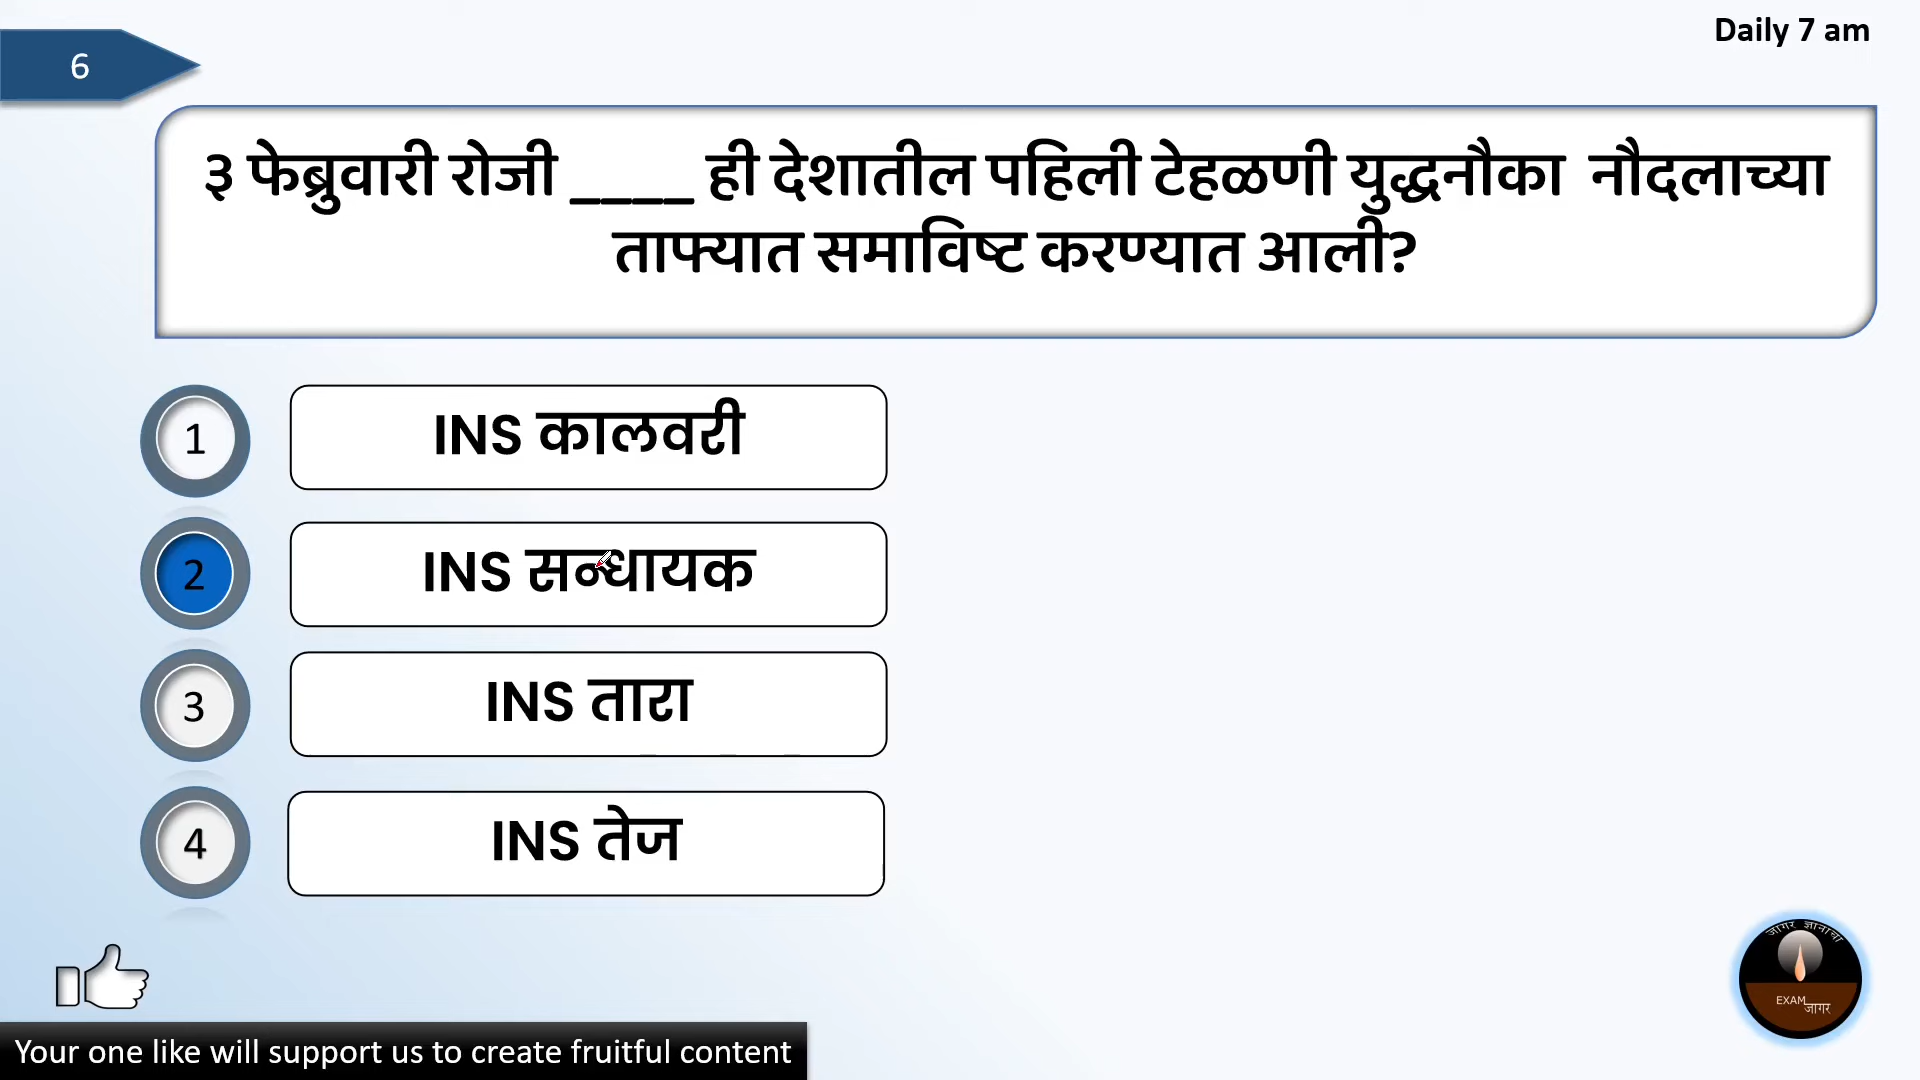 Daily 7 am
6
३ फेब्रुवारी रोजी ____ ही देशातील पहिली टेहळणी युद्धनौका नौदलाच्या
ताफ्यात समाविष्ट करण्यात आली?
1
INS कालवरी
2
INS सन्धायक
3
INS तारा
4
INS तेज
जागर ज्ञानाचा
EXAM
जागर
Your one like will support us to create fruitful content